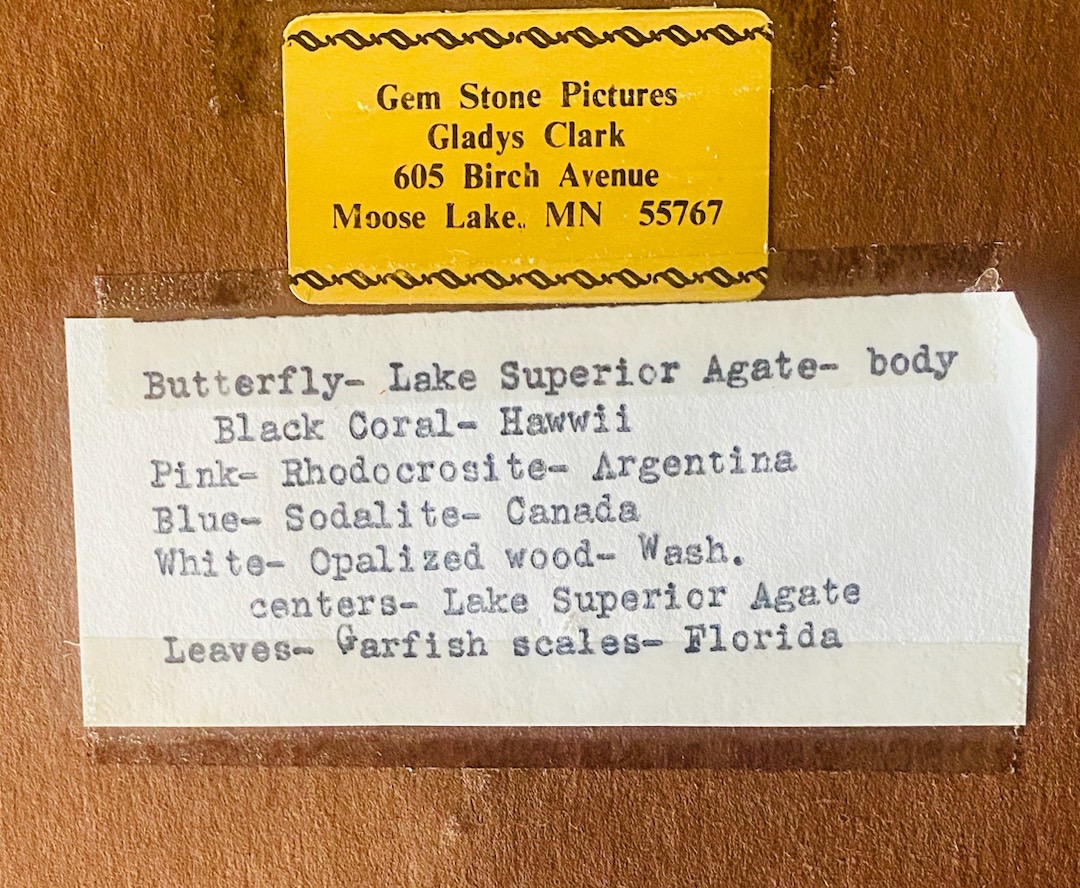 Gem Stone Pictures
Gladys Clark
605 Birch Avenue
Moose Lake, MN 55767
Butterfly- Lake Superior Agate- body
Black Coral- Hawwii
Pink- Rhodocrosite- Argentina
Blue- Sodalite- Canada
White- Opalized wood- Wash.
centers- Lake Superior Agate
Leaves- Garfish scales- Florida